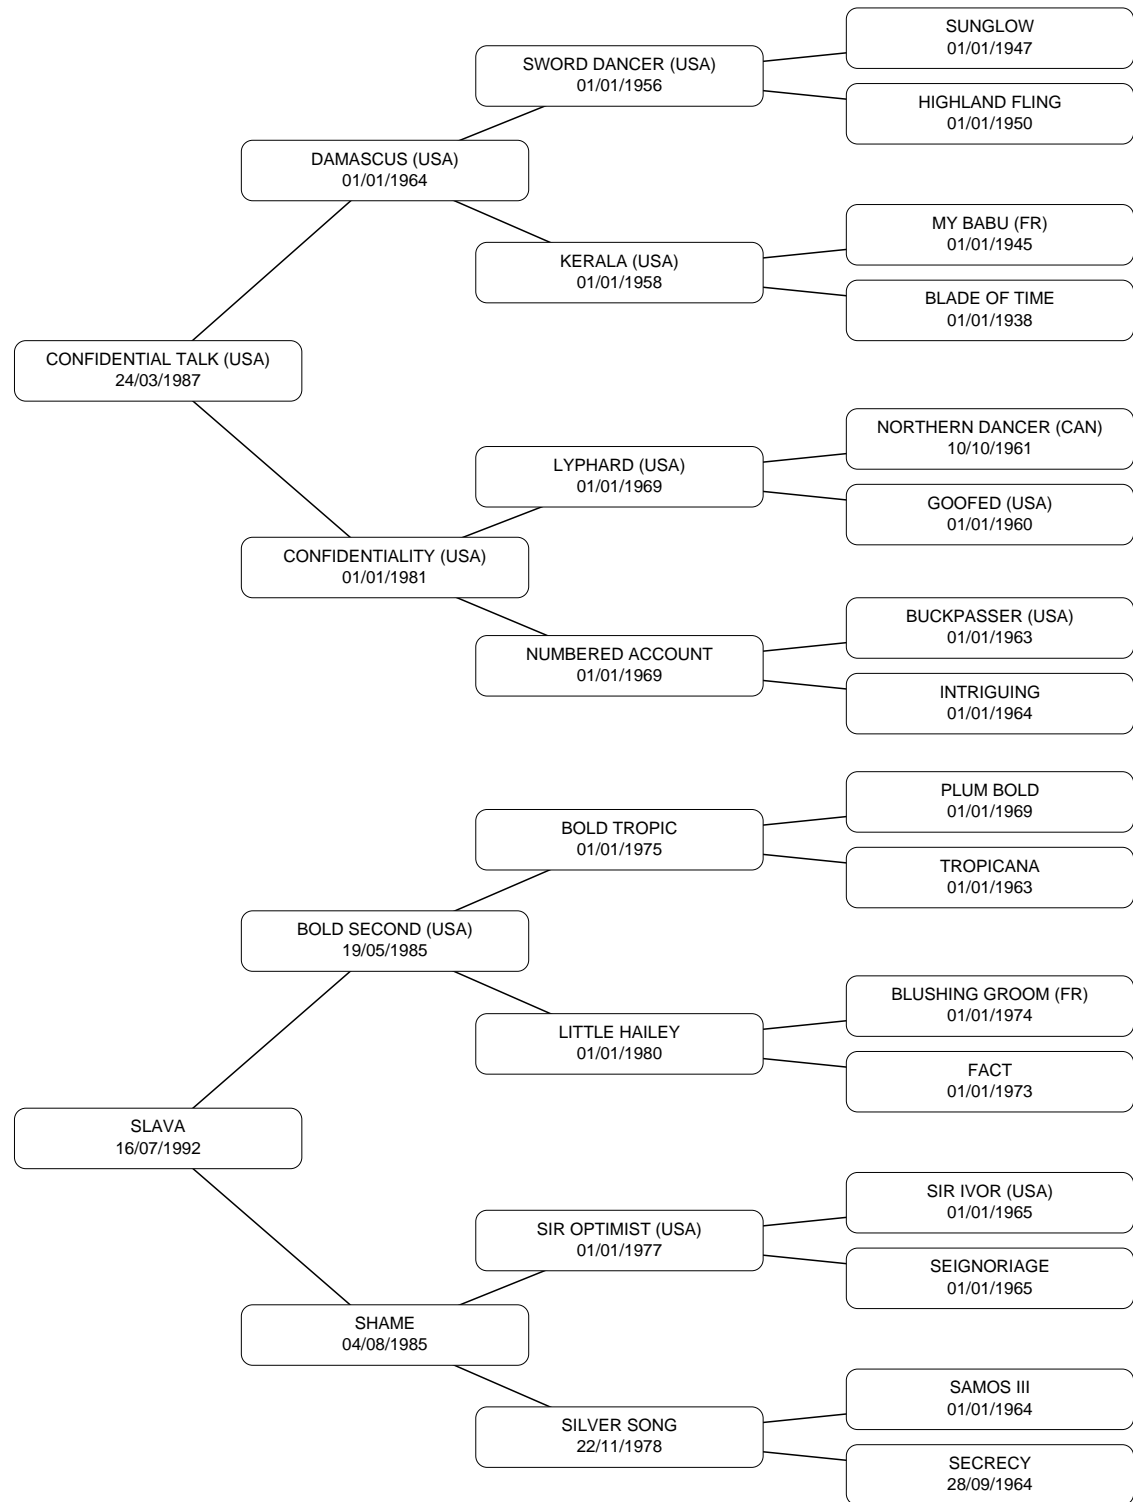 SUNGLOW
01/01/1947
SWORD DANCER (USA)
01/01/1956
HIGHLAND FLING
01/01/1950
DAMASCUS (USA)
01/01/1964
MY BABU (FR)
01/01/1945
KERALA (USA)
01/01/1958
BLADE OF TIME
01/01/1938
CONFIDENTIAL TALK (USA)
24/03/1987
NORTHERN DANCER (CAN)
10/10/1961
LYPHARD (USA)
01/01/1969
GOOFED (USA)
01/01/1960
CONFIDENTIALITY (USA)
01/01/1981
BUCKPASSER (USA)
01/01/1963
NUMBERED ACCOUNT
01/01/1969
INTRIGUING
01/01/1964
PLUM BOLD
01/01/1969
BOLD TROPIC
01/01/1975
TROPICANA
01/01/1963
BOLD SECOND (USA)
19/05/1985
BLUSHING GROOM (FR)
01/01/1974
LITTLE HAILEY
01/01/1980
FACT
01/01/1973
SLAVA
16/07/1992
SIR IVOR (USA)
01/01/1965
SIR OPTIMIST (USA)
01/01/1977
SEIGNORIAGE
01/01/1965
SHAME
04/08/1985
SAMOS III
01/01/1964
SILVER SONG
22/11/1978
SECRECY
28/09/1964